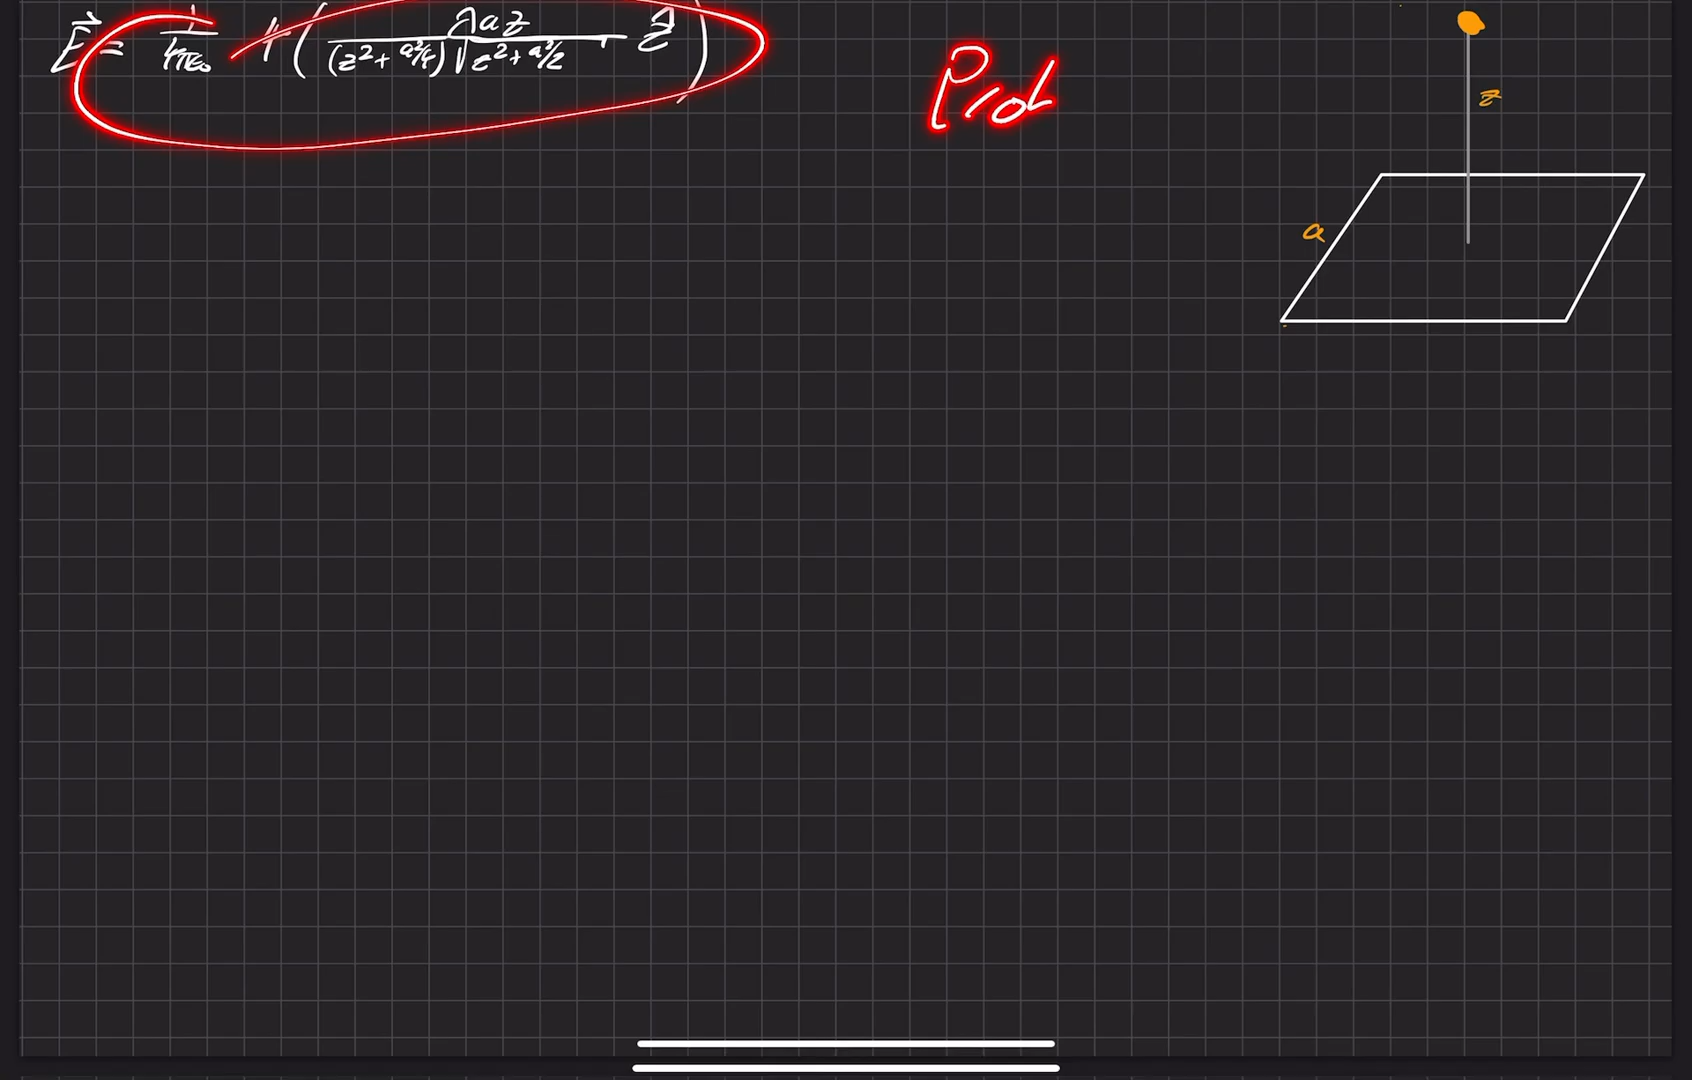 E⃗ = 1/4πε₀ 4( λaz / (z² + a²/4)√z² + a²/2 ẑ )
Prob
z
a